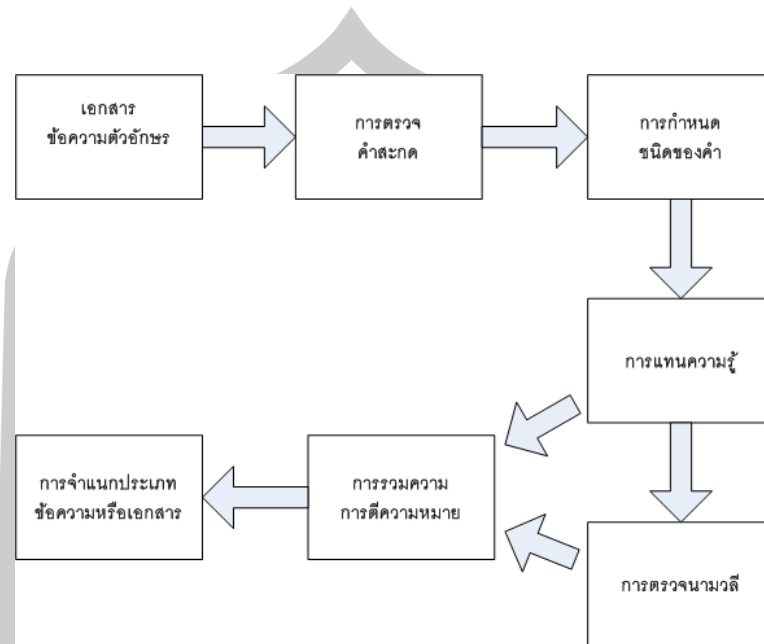 เอกสาร
ข้อความตัวอักษร
การตรวจ
คำสะกด
การกำหนด
ชนิดของคำ
การแทนความรู้
การตรวจนามวลี
การรวมความ
การตีความหมาย
การจำแนกประเภท
ข้อความหรือเอกสาร